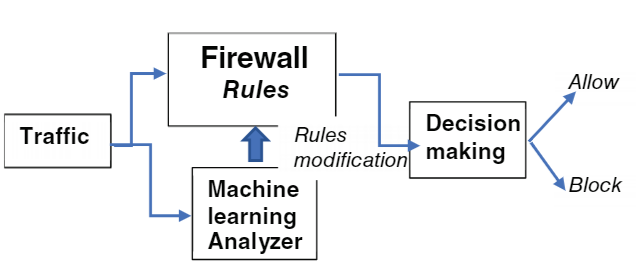 Firewall
Rules
Allow
Traffic
Decision
making
Rules
modification
Machine
learning
Analyzer
Block